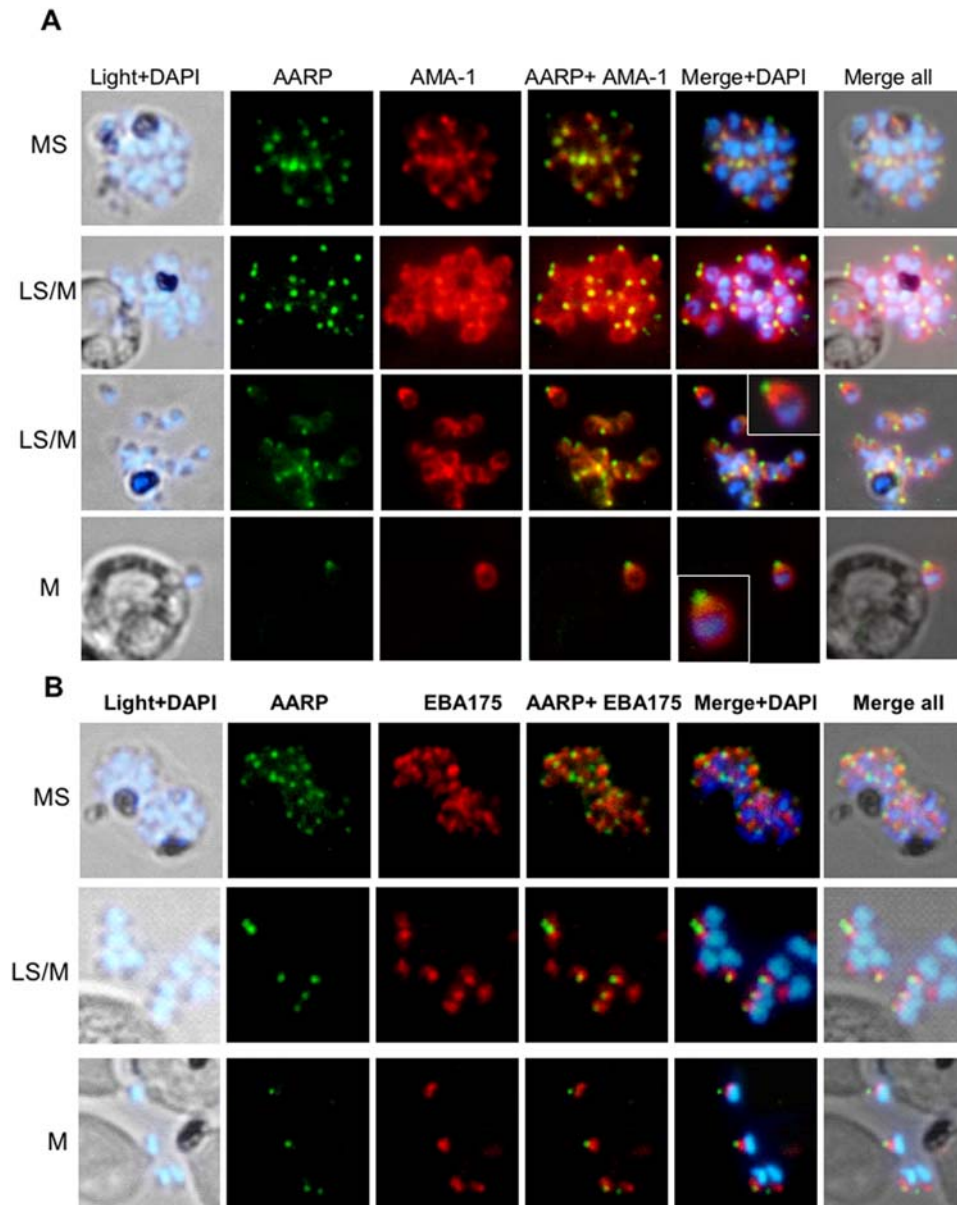 A
Light+DAPI AARP AMA-1 AARP+ AMA-1 Merge+DAPI Merge all
MS
LS/M
LS/M
M
B
Light+DAPI AARP EBA175 AARP+ EBA175 Merge+DAPI Merge all
MS
LS/M
M